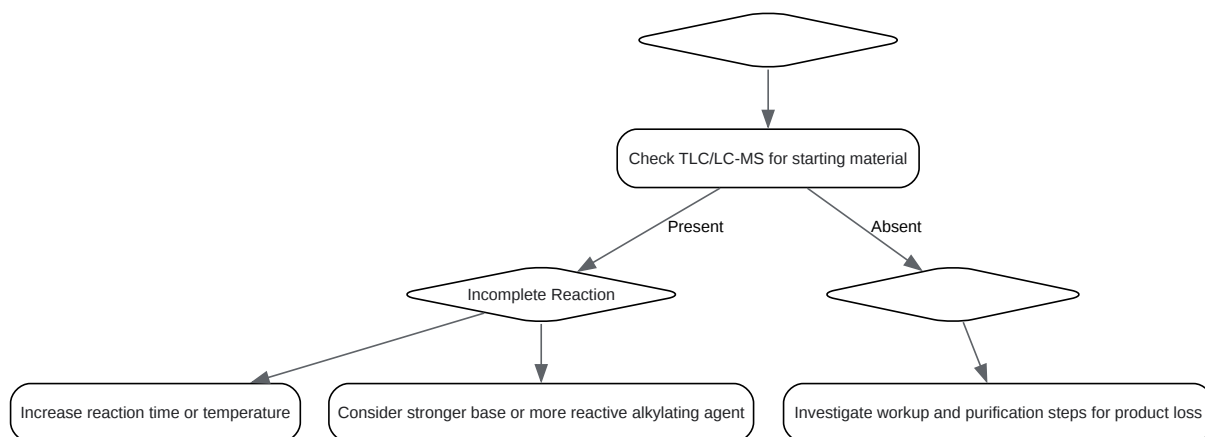 Check TLC/LC-MS for starting material
Present
Absent
Incomplete Reaction
Increase reaction time or temperature
Consider stronger base or more reactive alkylating agent
Investigate workup and purification steps for product loss